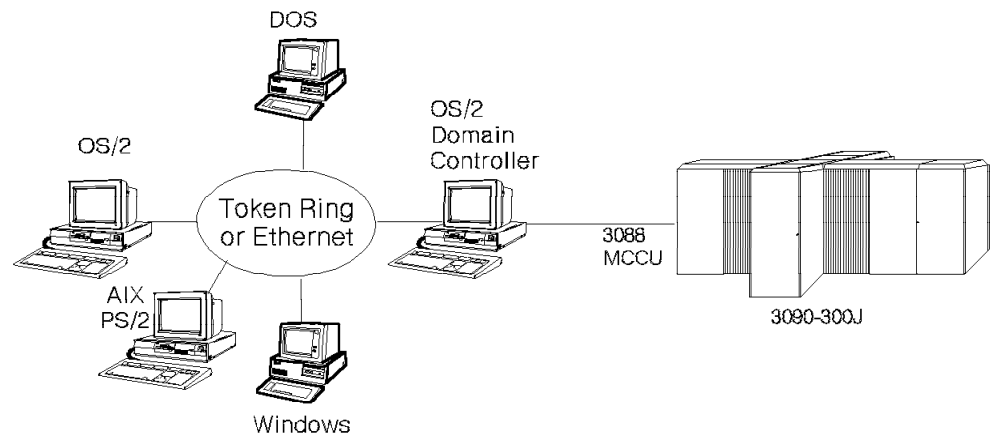 DOS
OS/2
OS/2
Domain
Controller
Token Ring
or Ethernet
3088
MCCU
AIX
PS/2
3090-300J
Windows